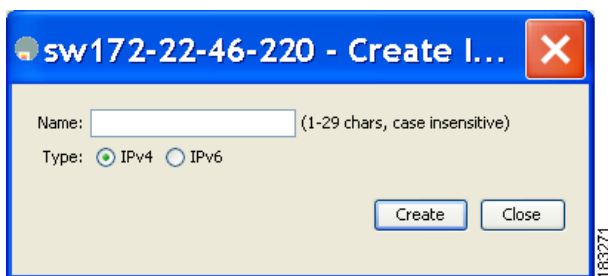 sw172-22-46-220 - Create I...
Name: (1-29 chars, case insensitive)
Type: IPv4 IPv6
Create Close
183271